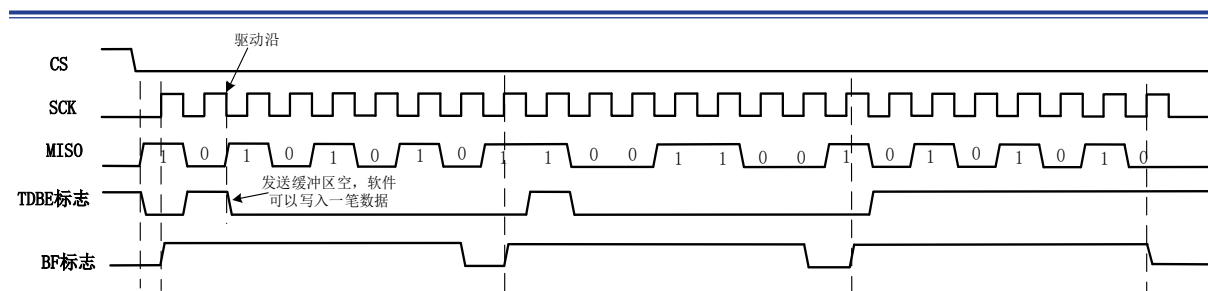 驱动沿
CS
SCK
MISO
1 0 1 0 1 0 1 0 1 1 0 0 1 1 0 0 1 0 1 0 1 0 1 0
发送缓冲区空，软件
可以写入一笔数据
TDBE标志
BF标志